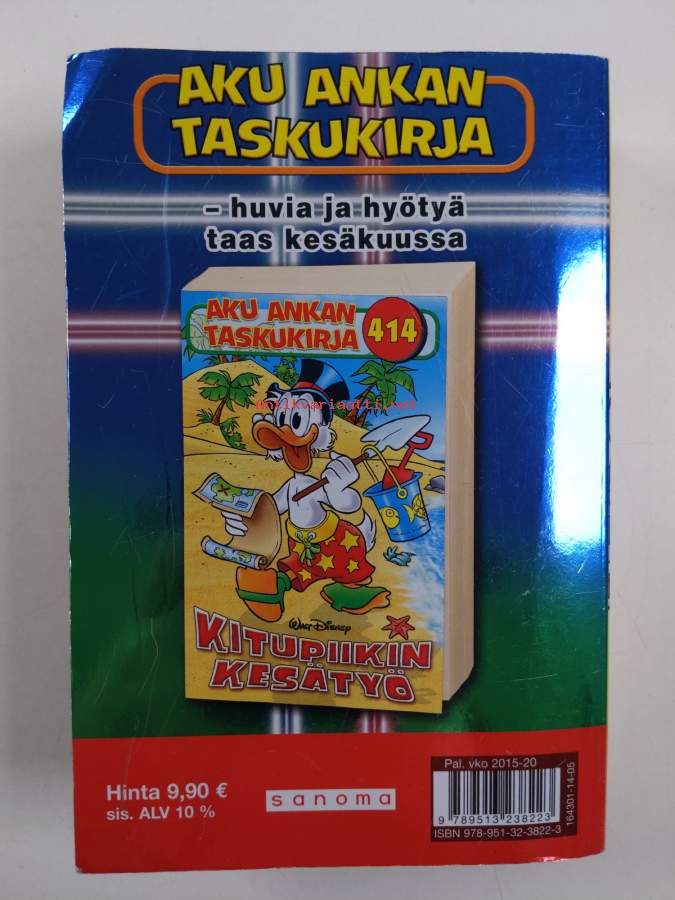 AKU ANKAN
TASKUKIRJA
– huvia ja hyötyä
taas kesäkuussa
AKU ANKAN
TASKUKIRJA
414
Antikvariaatti.net
Walt Disney
KITUPIIKIN
KESÄTYÖ
Hinta 9,90 €
sis. ALV 10 %
sanoma
Pal. vko 2015-20
9 789513 238223
ISBN 978-951-32-3822-3
164301-14-05